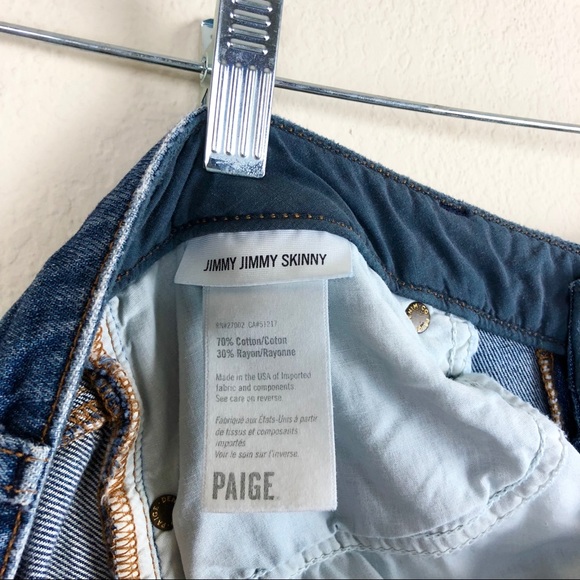 JIMMY JIMMY SKINNY
70% Cotton/Coton
30% Rayon/Rayonne
Made in the USA of imported
fabric and components
See care on reverse
Fabriqué aux États-Unis à partir
de tissus et composants
importés
Voir le soin sur l'inverse.
PAIGE